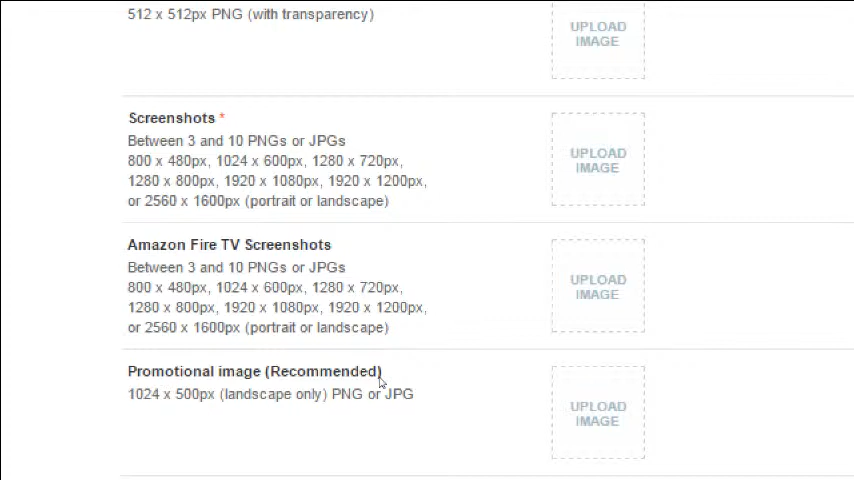 512 x 512px PNG (with transparency)
UPLOAD
IMAGE
Screenshots *
Between 3 and 10 PNGs or JPGs
800 x 480px, 1024 x 600px, 1280 x 720px,
1280 x 800px, 1920 x 1080px, 1920 x 1200px,
or 2560 x 1600px (portrait or landscape)
UPLOAD
IMAGE
Amazon Fire TV Screenshots
Between 3 and 10 PNGs or JPGs
800 x 480px, 1024 x 600px, 1280 x 720px,
1280 x 800px, 1920 x 1080px, 1920 x 1200px,
or 2560 x 1600px (portrait or landscape)
UPLOAD
IMAGE
Promotional image (Recommended)
1024 x 500px (landscape only) PNG or JPG
UPLOAD
IMAGE